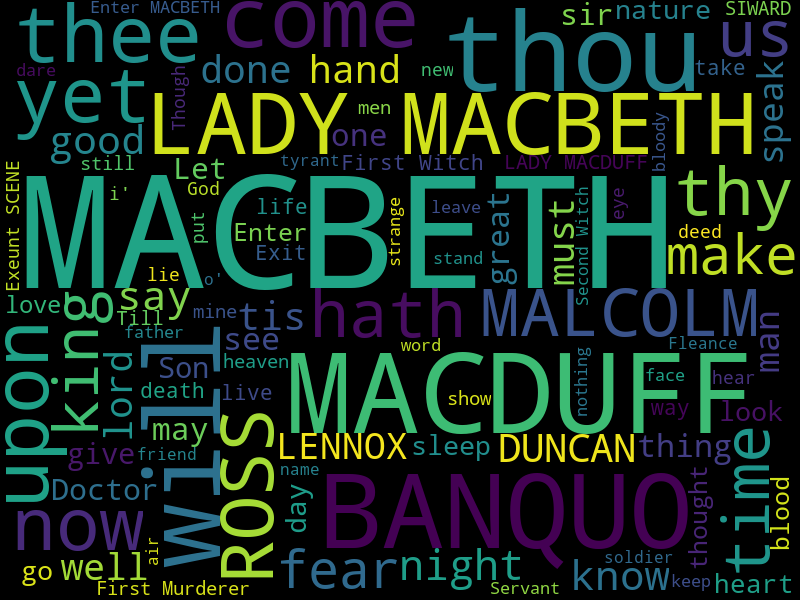 Enter MACBETH
thee
come
thou
sir
nature
SIWARD
us
dare
yet
Though
done
hand
new
take
speak
LADY MACBETH
men
good
one
bloody
still
Let
tyrant
First Witch
LADY MACDUFF
Exeunt SCENE
i'
God
MACBETH
thy
put
life
Enter
Exit
strange
leave
stand
great
must
Second Witch
eye
deed
make
lie
o'
love
king
say
Till
mine
tis
hath
MALCOLM
man
upon
father
see
word
Fleance
lord
Will
Son
heaven
MACDUFF
nothing
face
hear
death
live
show
way
look
may
ROSS
give
friend
LENNOX
sleep
DUNCAN
thing
time
Doctor
name
day
BANQUO
thought
blood
now
air
go
well
fear
night
soldier
know
keep
heart
First Murderer
Servant